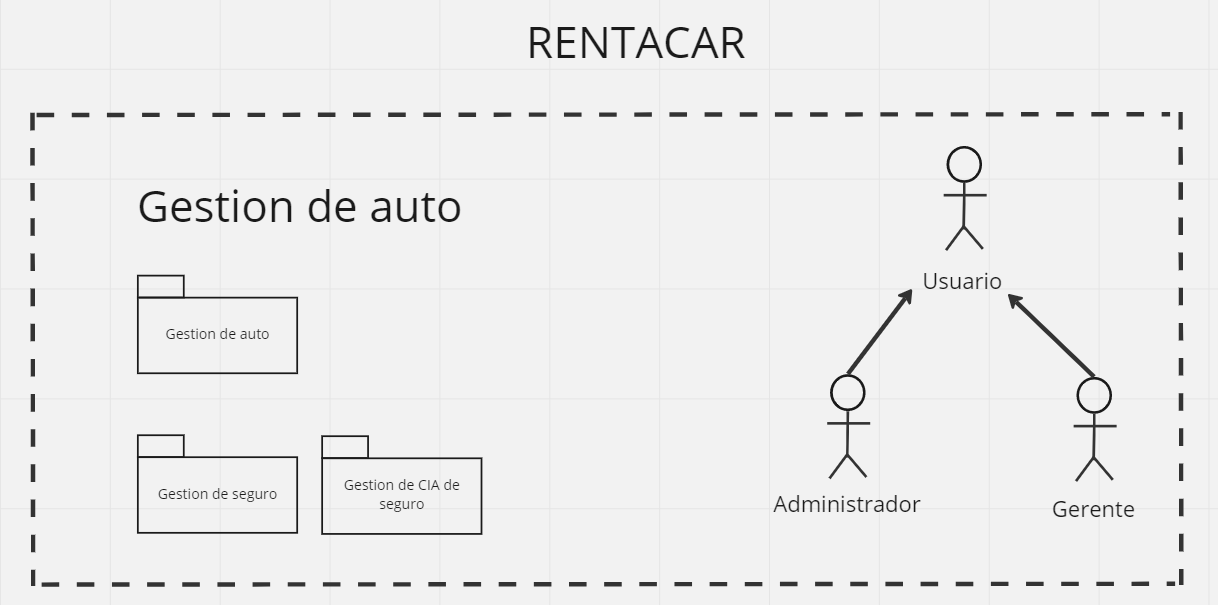 RENTACAR
Gestion de auto
Usuario
Gestion de auto
Gestion de seguro
Gestion de CIA de
seguro
Administrador
Gerente